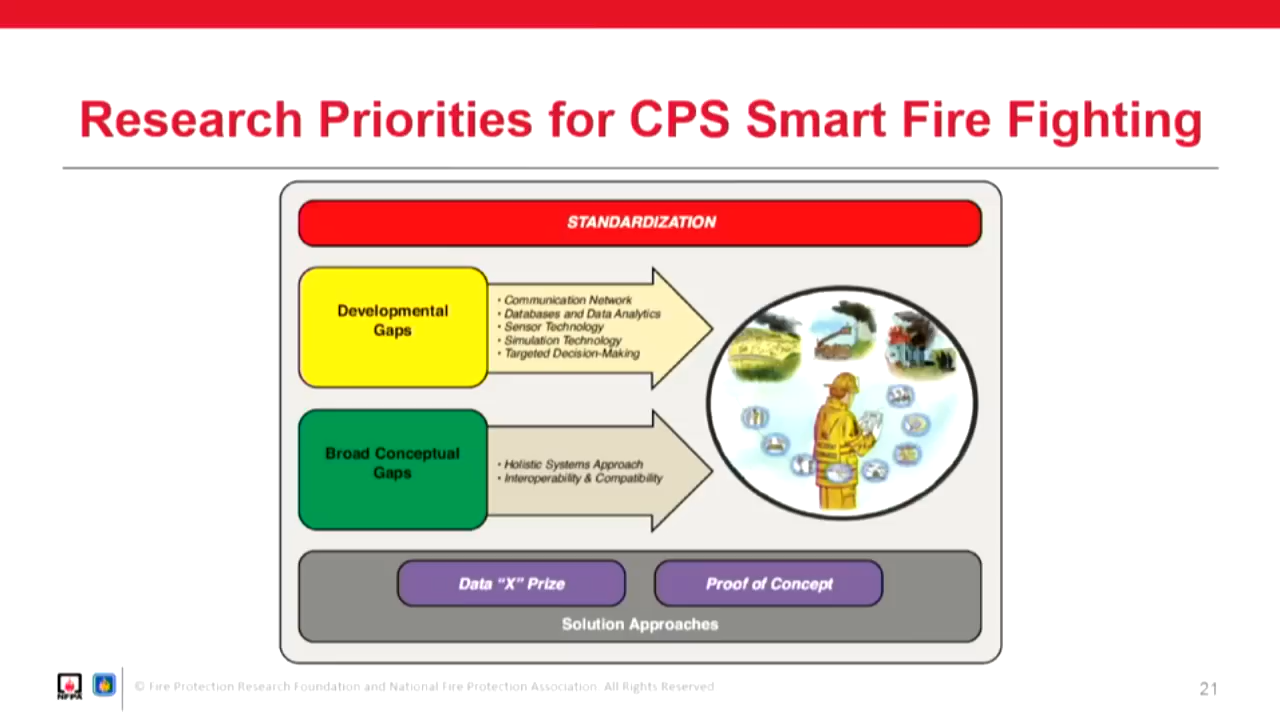 Research Priorities for CPS Smart Fire Fighting
STANDARDIZATION
Developmental
Gaps
• Communication Network
• Databases and Data Analytics
• Sensor Technology
• Simulation Technology
• Targeted Decision-Making
Broad Conceptual
Gaps
• Holistic Systems Approach
• Interoperability & Compatibility
Data “X” Prize
Proof of Concept
Solution Approaches
NFPA
© Fire Protection Research Foundation and National Fire Protection Association. All Rights Reserved
21